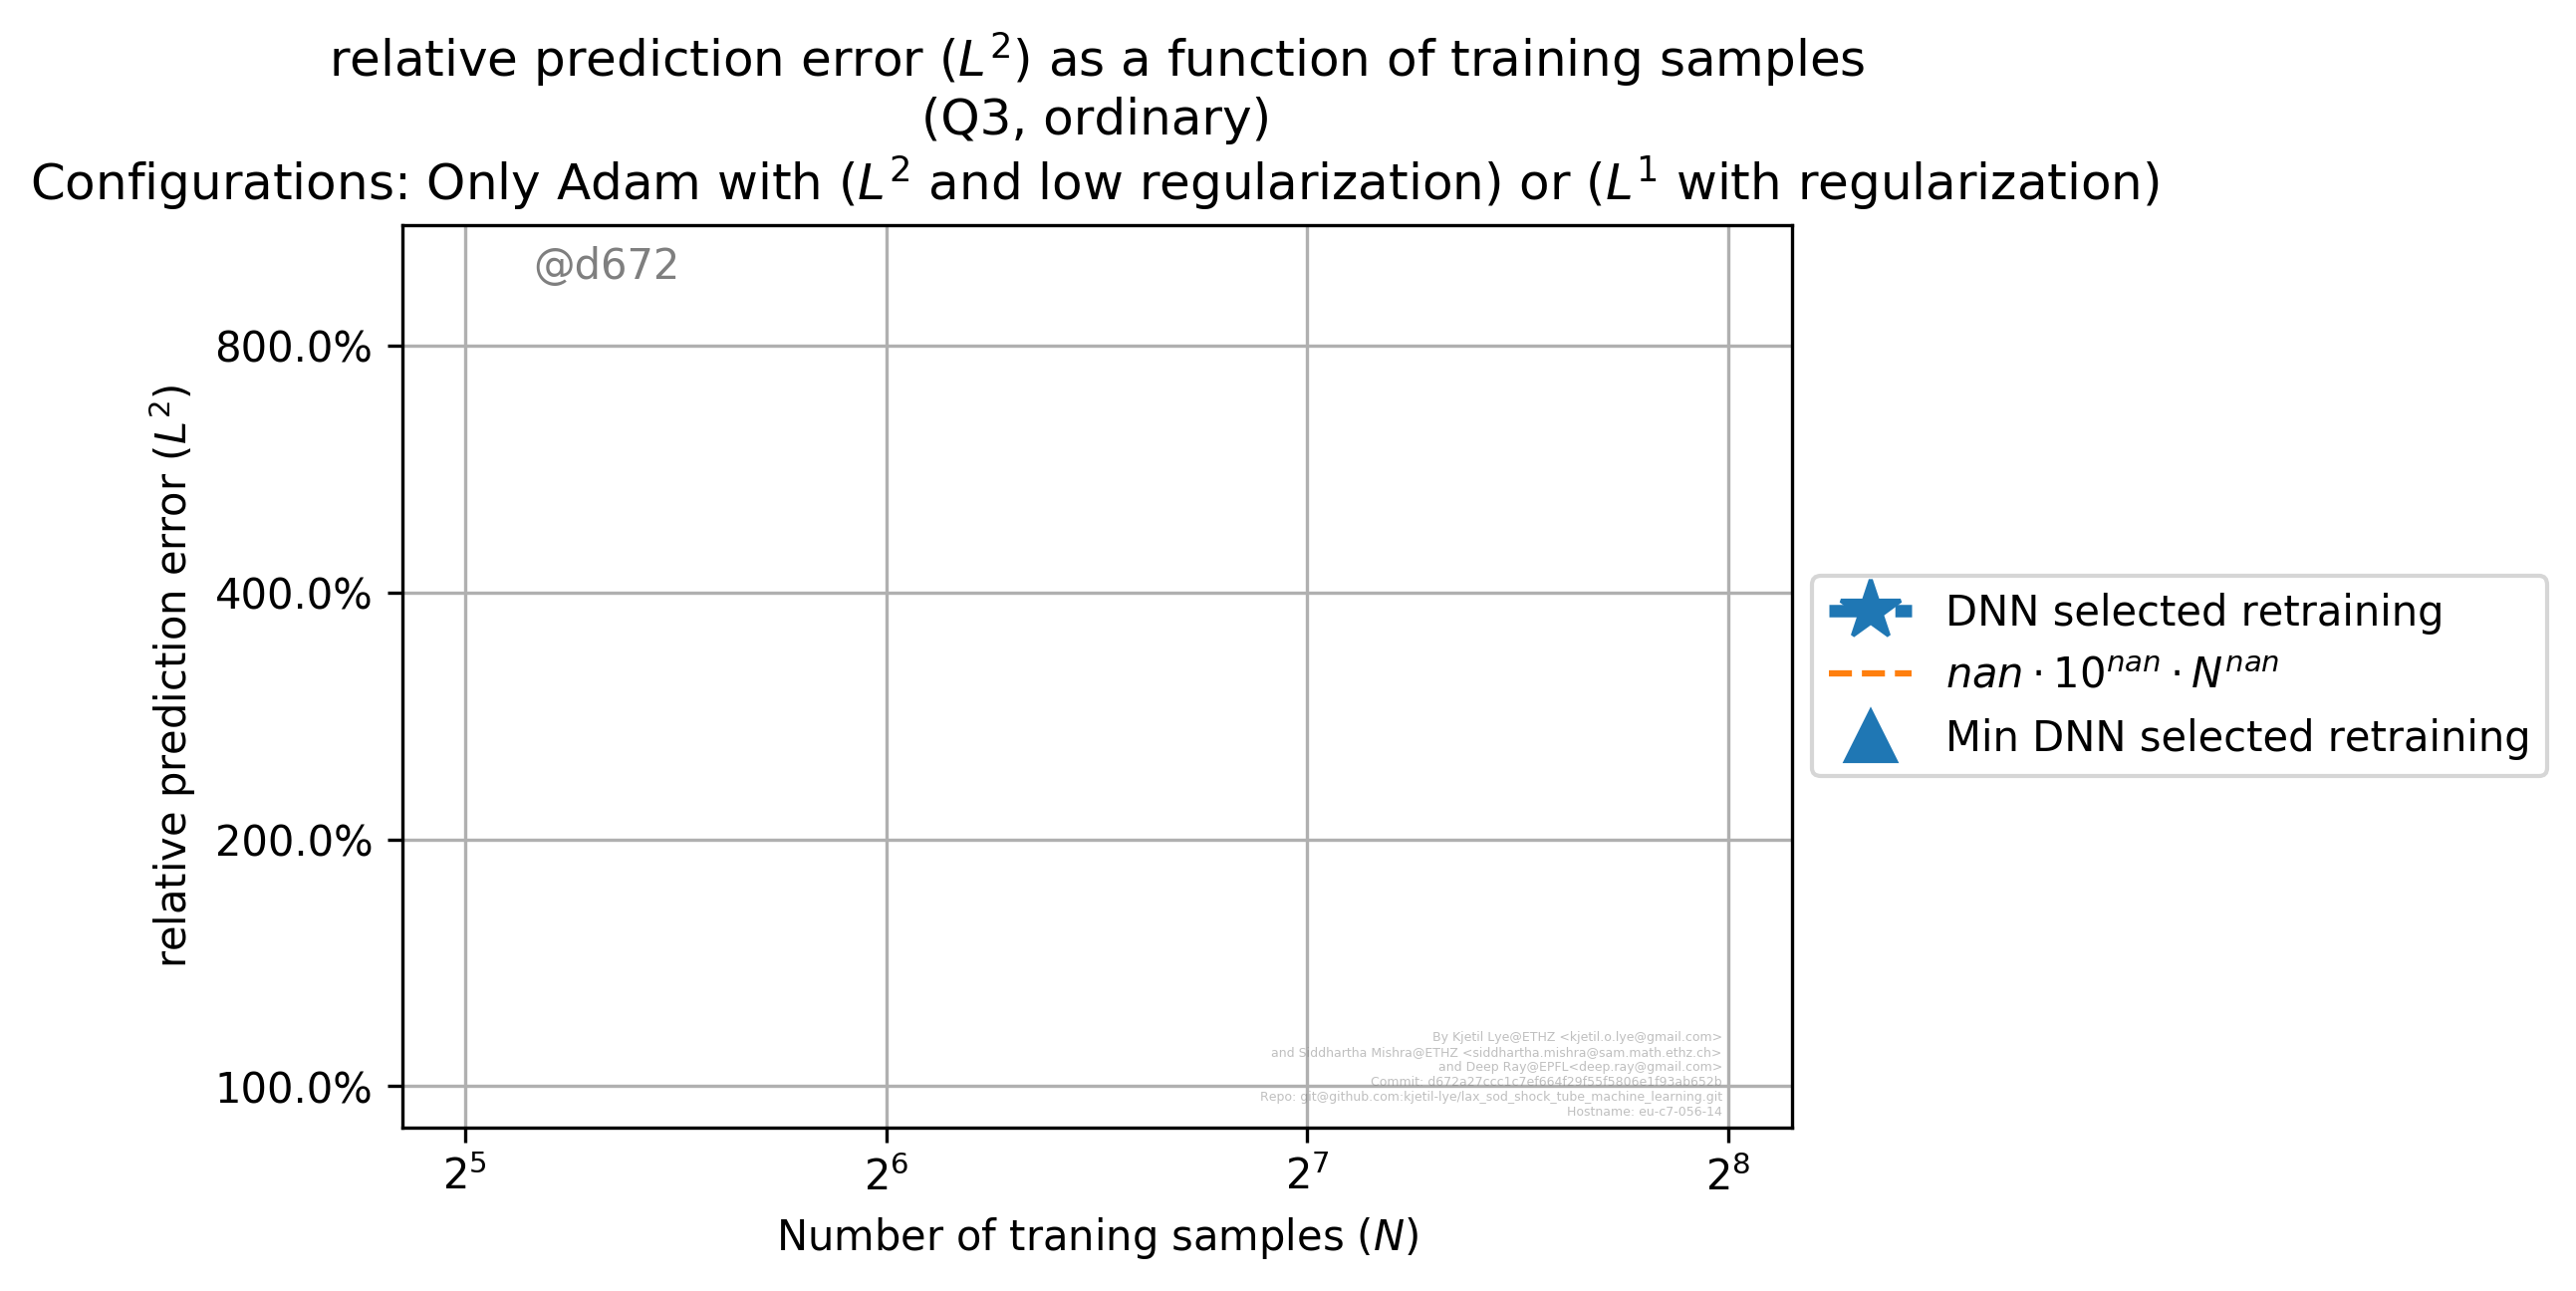 relative prediction error (L²) as a function of training samples
(Q3, ordinary)
Configurations: Only Adam with (L² and low regularization) or (L¹ with regularization)
@d672
800.0%
400.0%
200.0%
100.0%
relative prediction error (L²)
DNN selected retraining
nan · 10^nan · N^nan
Min DNN selected retraining
By Kjetil Lye@ETHZ <kjetil.o.lye@gmail.com>
and Siddhartha Mishra@ETHZ <siddhartha.mishra@sam.math.ethz.ch>
and Deep Ray@EPFL<deep.ray@gmail.com>
Commit: d672a27ccc1c7ef664f29f55f5806e1f93ab652b
Repo: git@github.com:kjetil-lye/lax_sod_shock_tube_machine_learning.git
Hostname: eu-c7-056-14
2⁵ 2⁶ 2⁷ 2⁸
Number of traning samples (N)